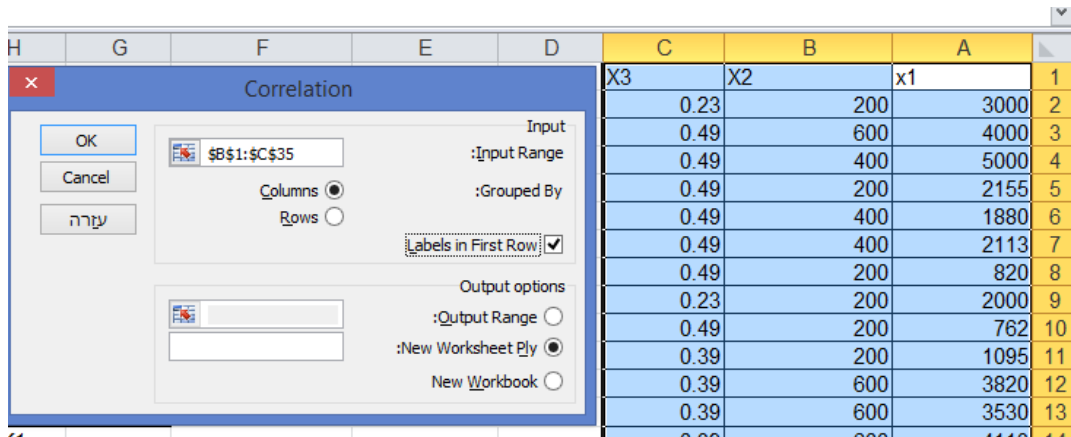 H G F E D C B A
X3 X2 x1 1
0.23 200 3000 2
0.49 600 4000 3
0.49 400 5000 4
0.49 200 2155 5
0.49 400 1880 6
0.49 400 2113 7
0.49 200 820 8
0.23 200 2000 9
0.49 200 762 10
0.39 200 1095 11
0.39 600 3820 12
0.39 600 3530 13
Correlation
OK
Cancel
עזרה
Input
$B$1:$C$35 :Input Range
Columns :Grouped By
Rows
Labels in First Row
Output options
:Output Range
:New Worksheet Ply
New Workbook